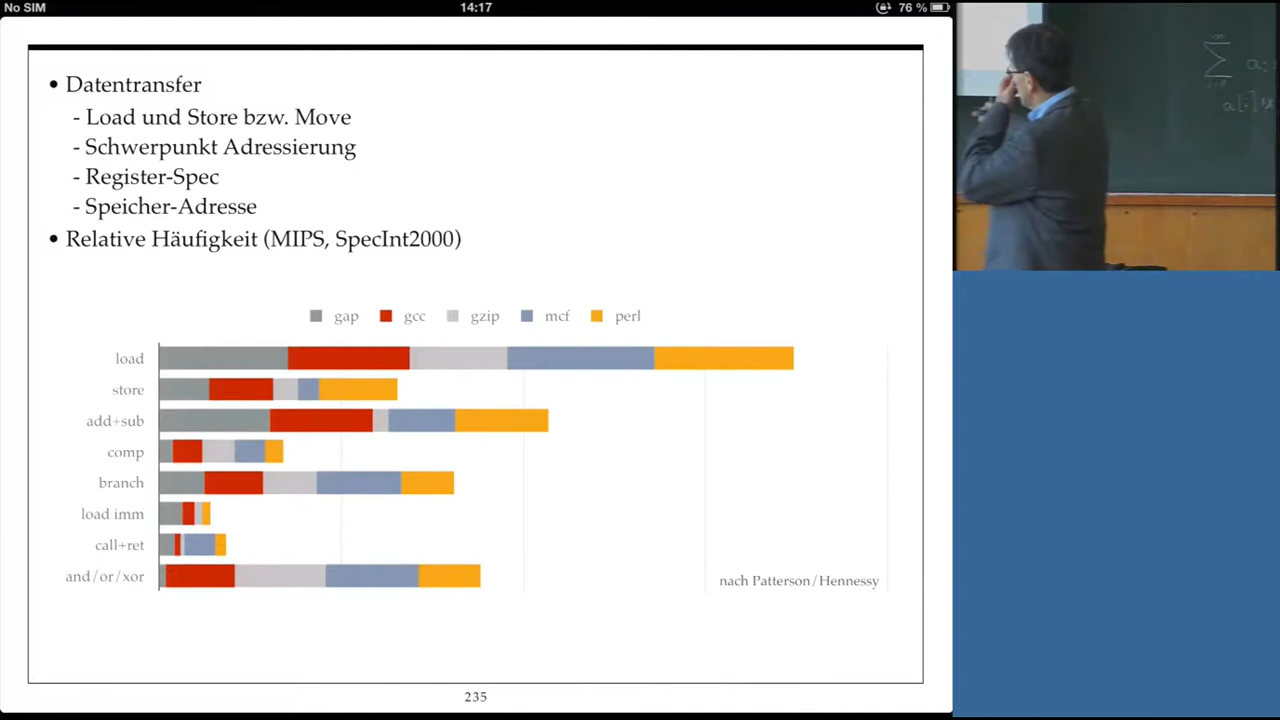 No SIM 14:17 76 %
• Datentransfer
- Load und Store bzw. Move
- Schwerpunkt Adressierung
- Register-Spec
- Speicher-Adresse
• Relative Häufigkeit (MIPS, SpecInt2000)
gap gcc gzip mcf perl
load
store
add+sub
comp
branch
load imm
call+ret
and/or/xor
nach Patterson/Hennessy
235